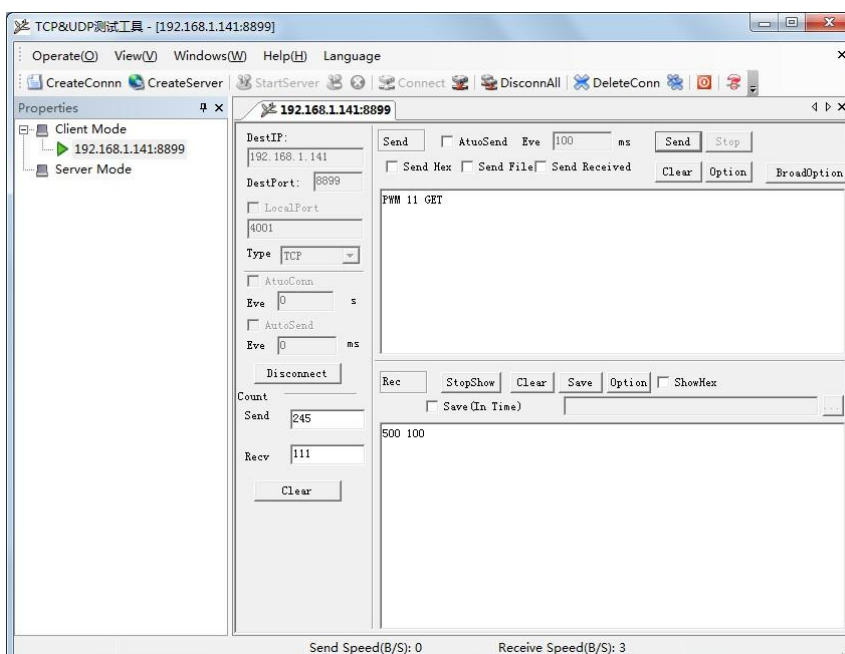 TCP&UDP测试工具 - [192.168.1.141:8899]
Operate(O) View(V) Windows(W) Help(H) Language
CreateConnn CreateServer StartServer Connect DisconnAll DeleteConn
Properties
Client Mode
192.168.1.141:8899
Server Mode
192.168.1.141:8899
DestIP:
192.168.1.141
DestPort: 8899
LocalPort
4001
Type TCP
AtuoConn
Eve 0 s
AutoSend
Eve 0 ms
Disconnect
Count
Send 245
Recv 111
Clear
Send AtuoSend Eve 100 ms Send Stop
Send Hex Send File Send Received Clear Option BroadOption
PWM 11 GET
Rec StopShow Clear Save Option ShowHex
Save(In Time) ...
500 100
Send Speed(B/S): 0 Receive Speed(B/S): 3